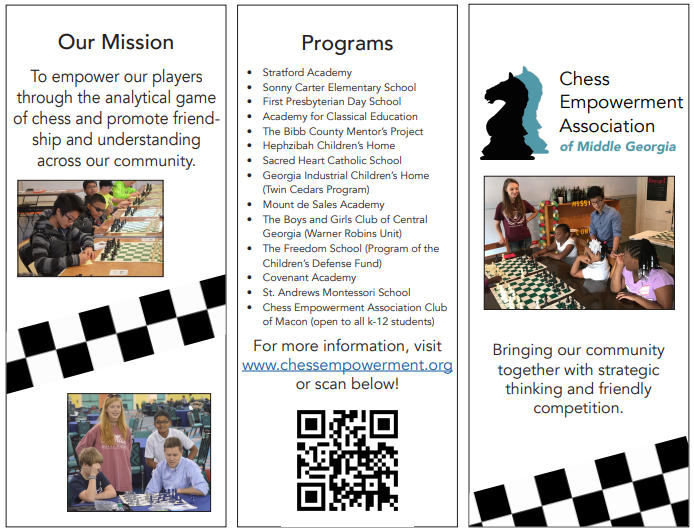 Our Mission
To empower our players
through the analytical game
of chess and promote friend-
ship and understanding
across our community.
Programs
• Stratford Academy
• Sonny Carter Elementary School
• First Presbyterian Day School
• Academy for Classical Education
• The Bibb County Mentor's Project
• Hephzibah Children's Home
• Sacred Heart Catholic School
• Georgia Industrial Children's Home
(Twin Cedars Program)
• Mount de Sales Academy
• The Boys and Girls Club of Central
Georgia (Warner Robins Unit)
• The Freedom School (Program of the
Children's Defense Fund)
• Covenant Academy
• St. Andrews Montessori School
• Chess Empowerment Association Club
of Macon (open to all k-12 students)
For more information, visit
www.chessempowerment.org
or scan below!
Chess
Empowerment
Association
of Middle Georgia
Bringing our community
together with strategic
thinking and friendly
competition.